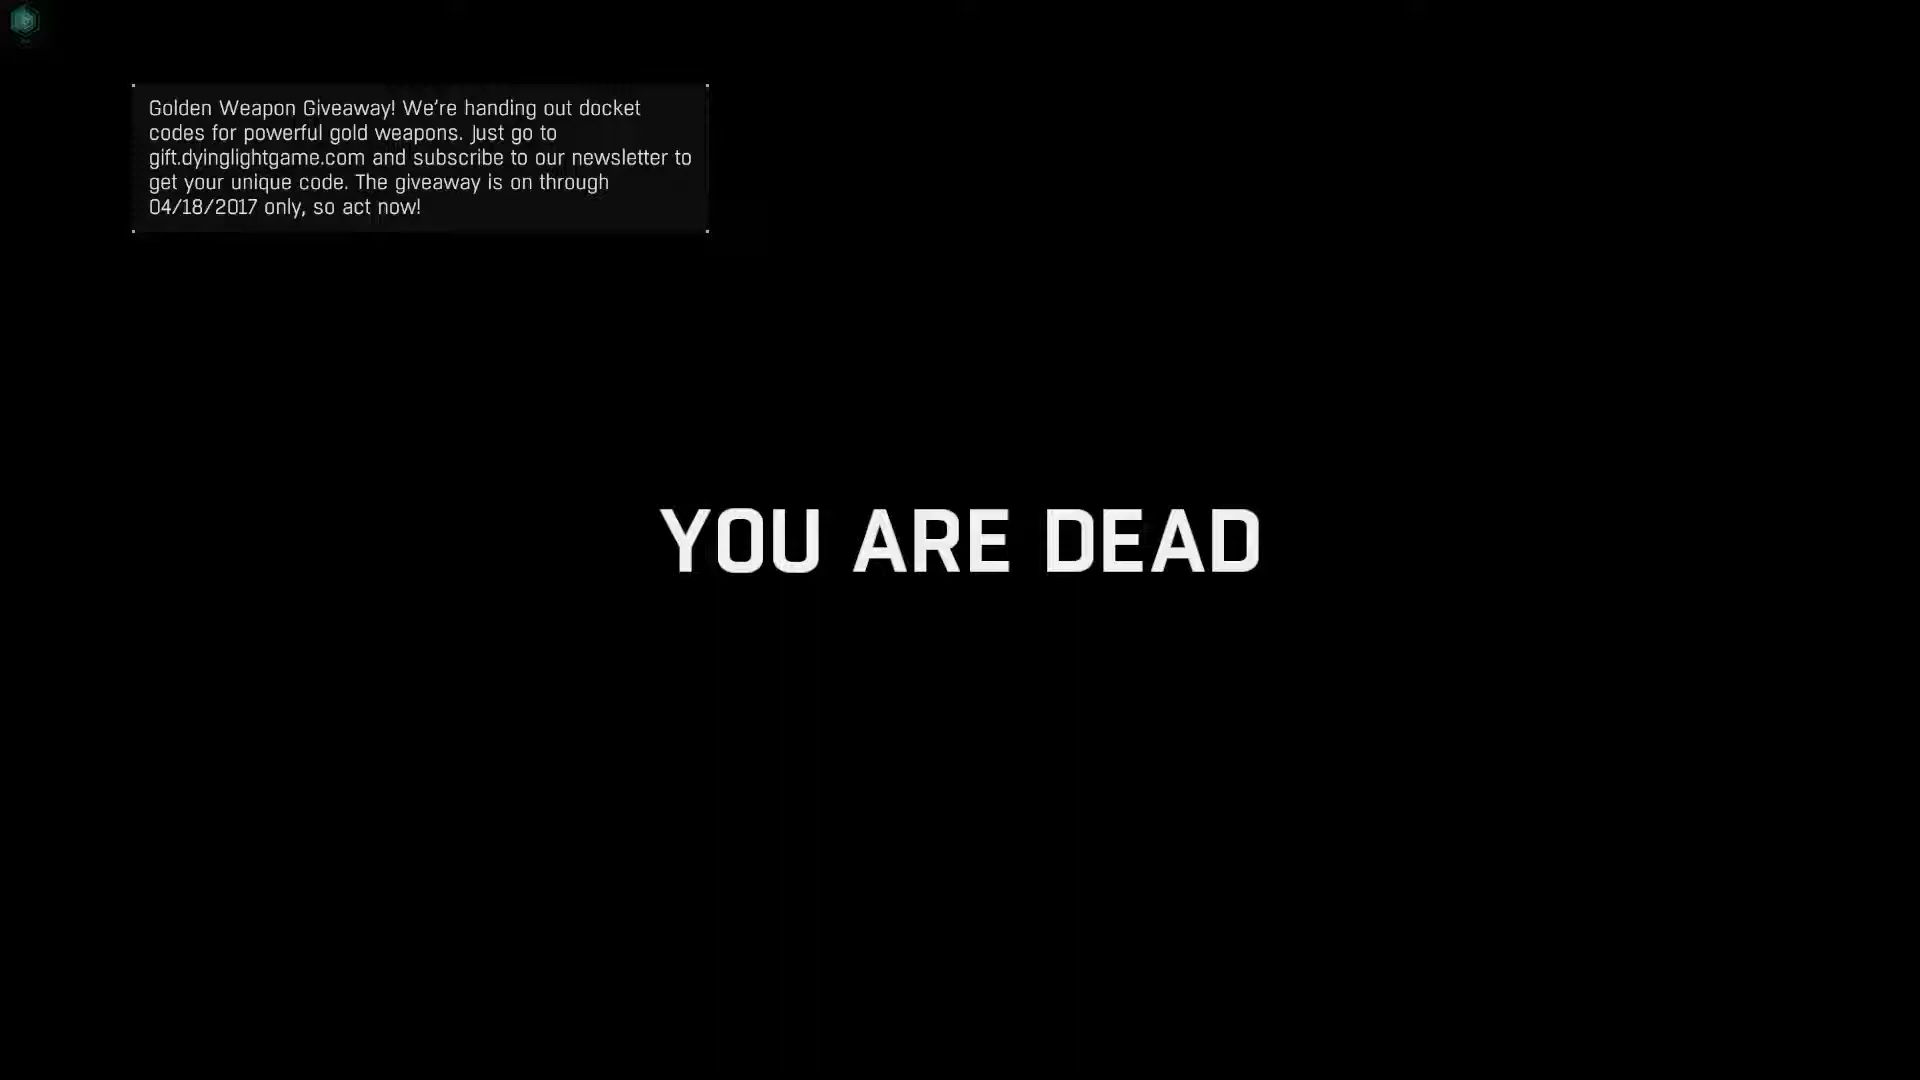 Golden Weapon Giveaway! We're handing out docket
codes for powerful gold weapons. Just go to
gift.dyinglightgame.com and subscribe to our newsletter to
get your unique code. The giveaway is on through
04/18/2017 only, so act now!
YOU ARE DEAD